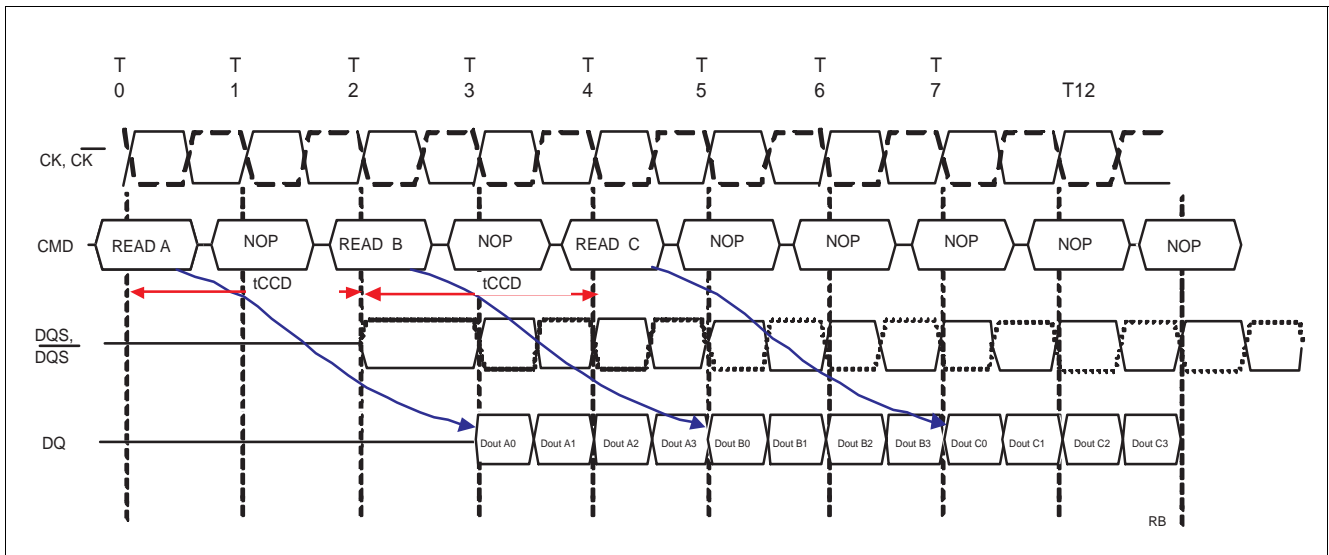 T T T T T T T T
0 1 2 3 4 5 6 7 T12
CK, CK
CMD READ A NOP READ B NOP READ C NOP NOP NOP NOP NOP
tCCD tCCD
DQS,
DQS
DQ Dout A0 Dout A1 Dout A2 Dout A3 Dout B0 Dout B1 Dout B2 Dout B3 Dout C0 Dout C1 Dout C2 Dout C3
RB